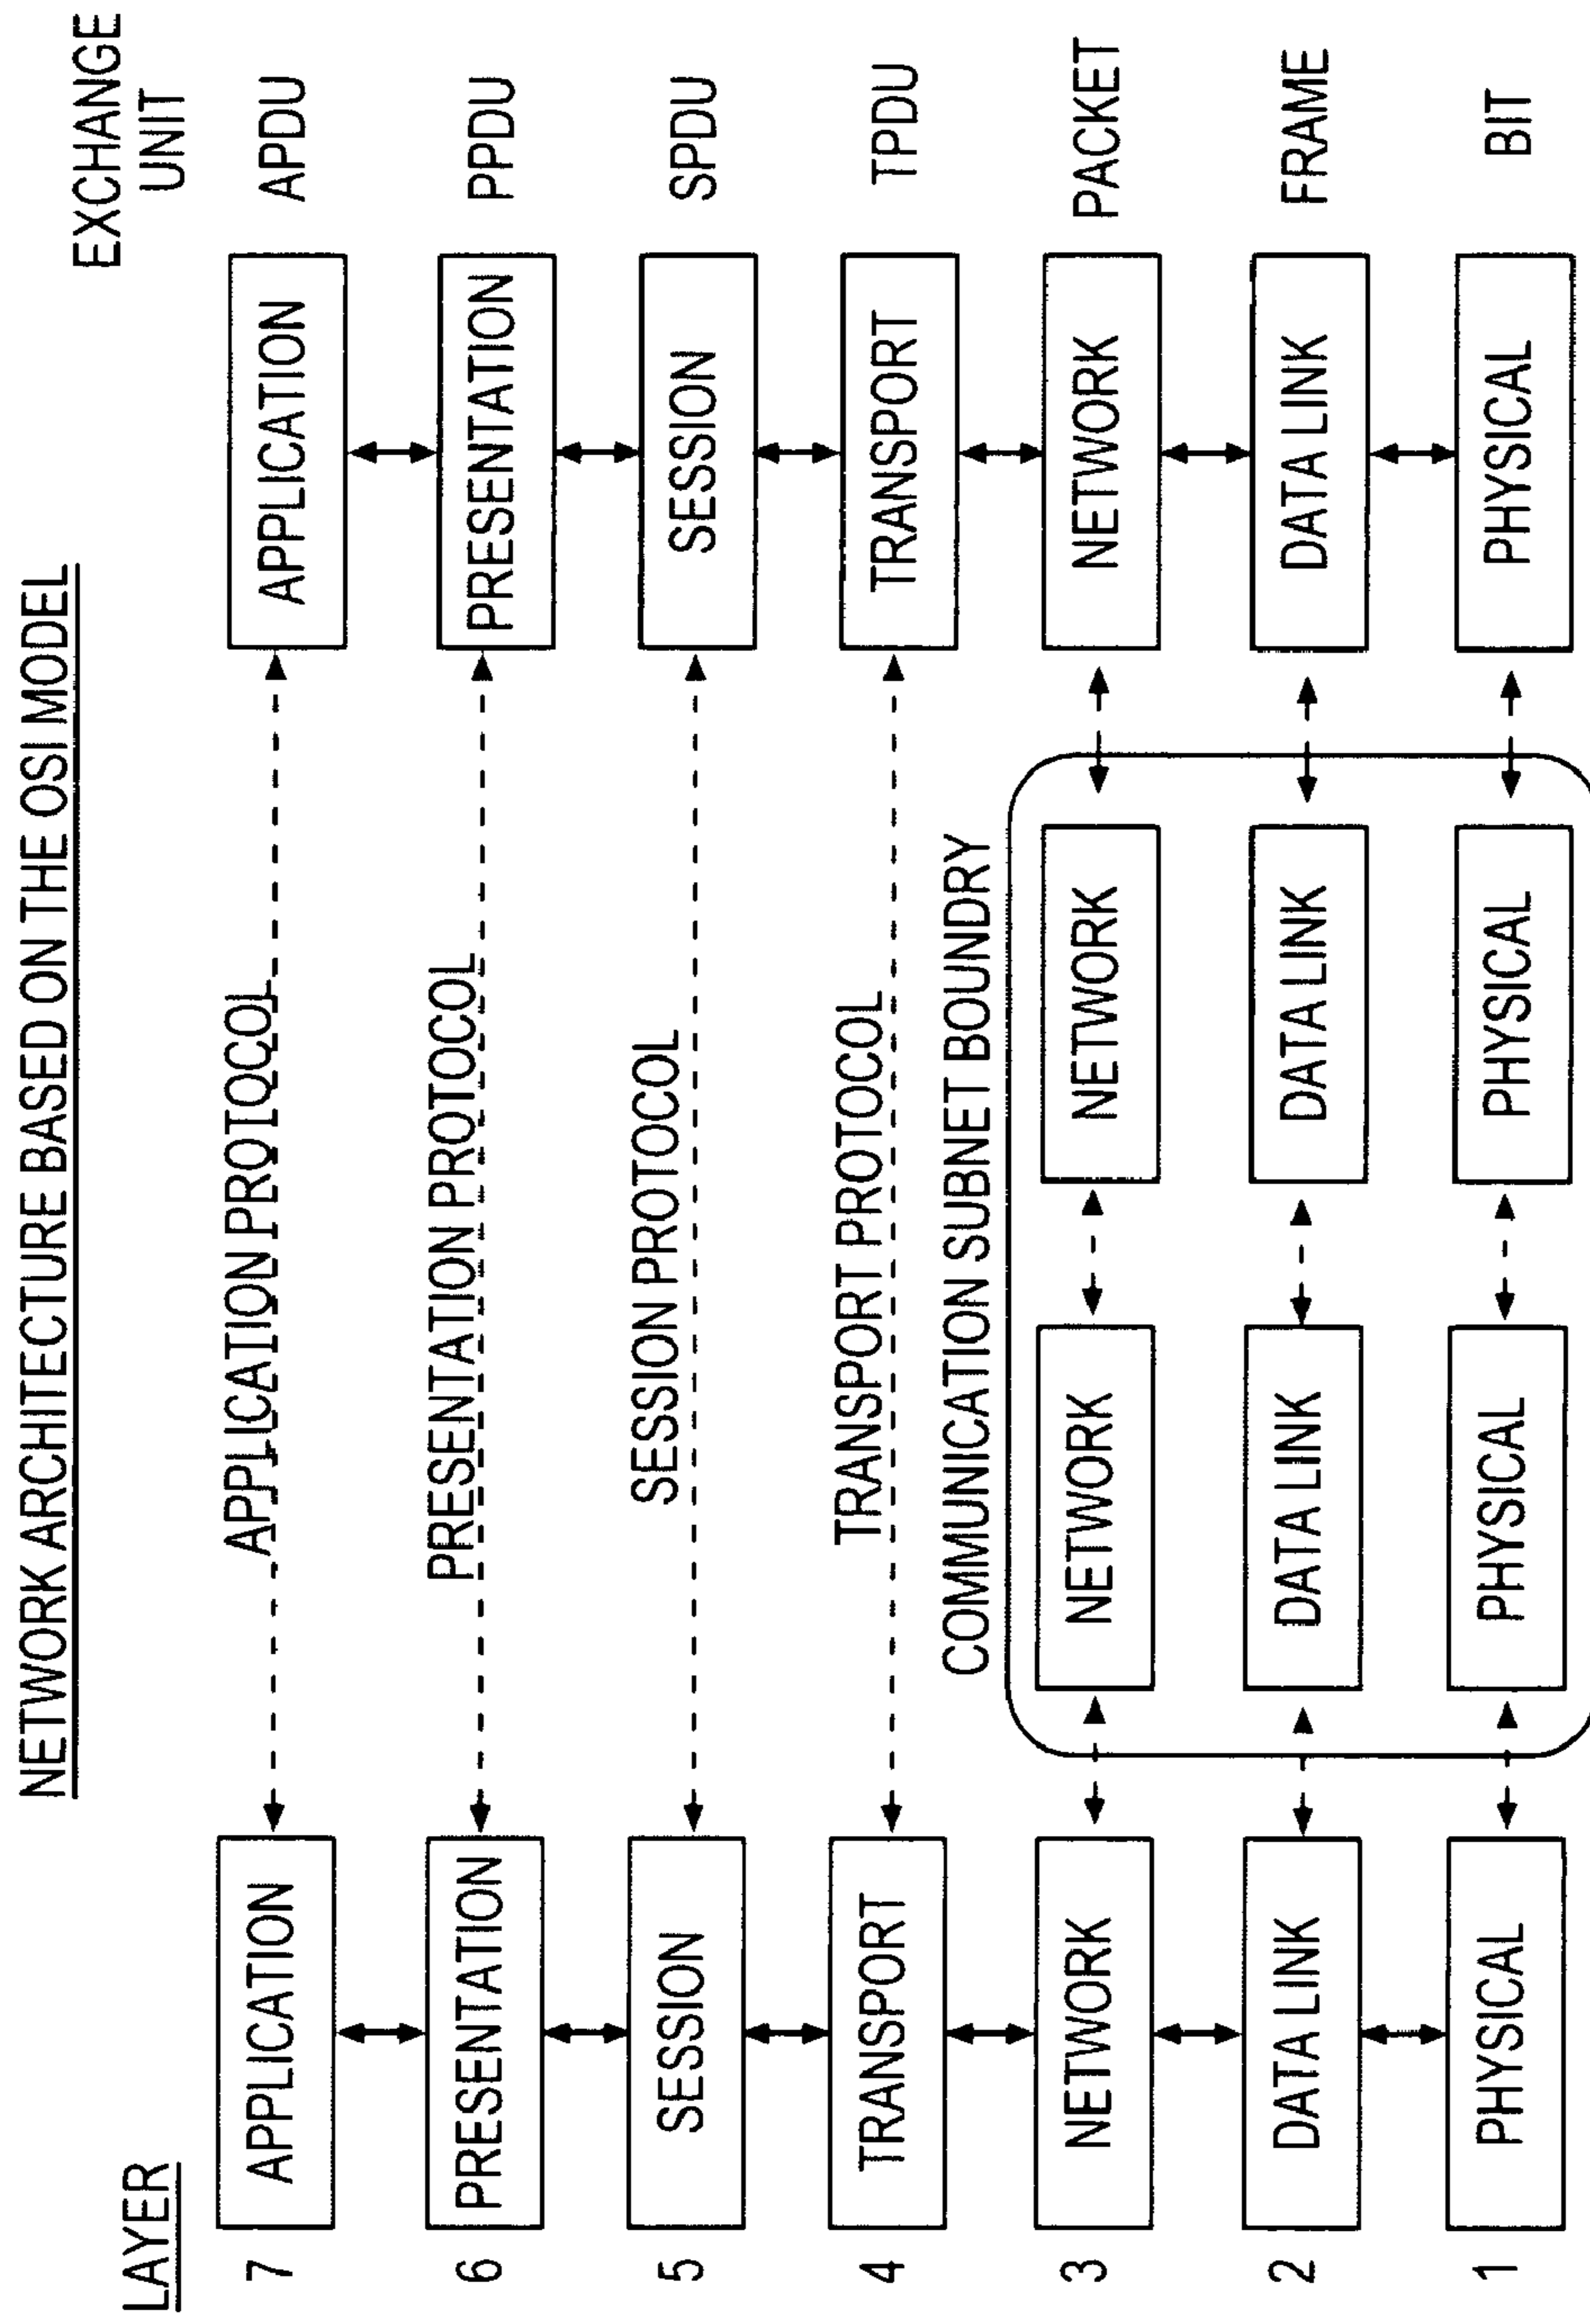 NETWORK ARCHITECTURE BASED ON THE OSI MODEL
LAYER
EXCHANGE
UNIT
7 APPLICATION APPLICATION PROTOCOL APPLICATION APDU
6 PRESENTATION PRESENTATION PROTOCOL PRESENTATION PPDU
5 SESSION SESSION PROTOCOL SESSION SPDU
4 TRANSPORT TRANSPORT PROTOCOL TRANSPORT TPDU
COMMUNICATION SUBNET BOUNDRY
3 NETWORK NETWORK NETWORK NETWORK PACKET
2 DATA LINK DATA LINK DATA LINK DATA LINK FRAME
1 PHYSICAL PHYSICAL PHYSICAL PHYSICAL BIT